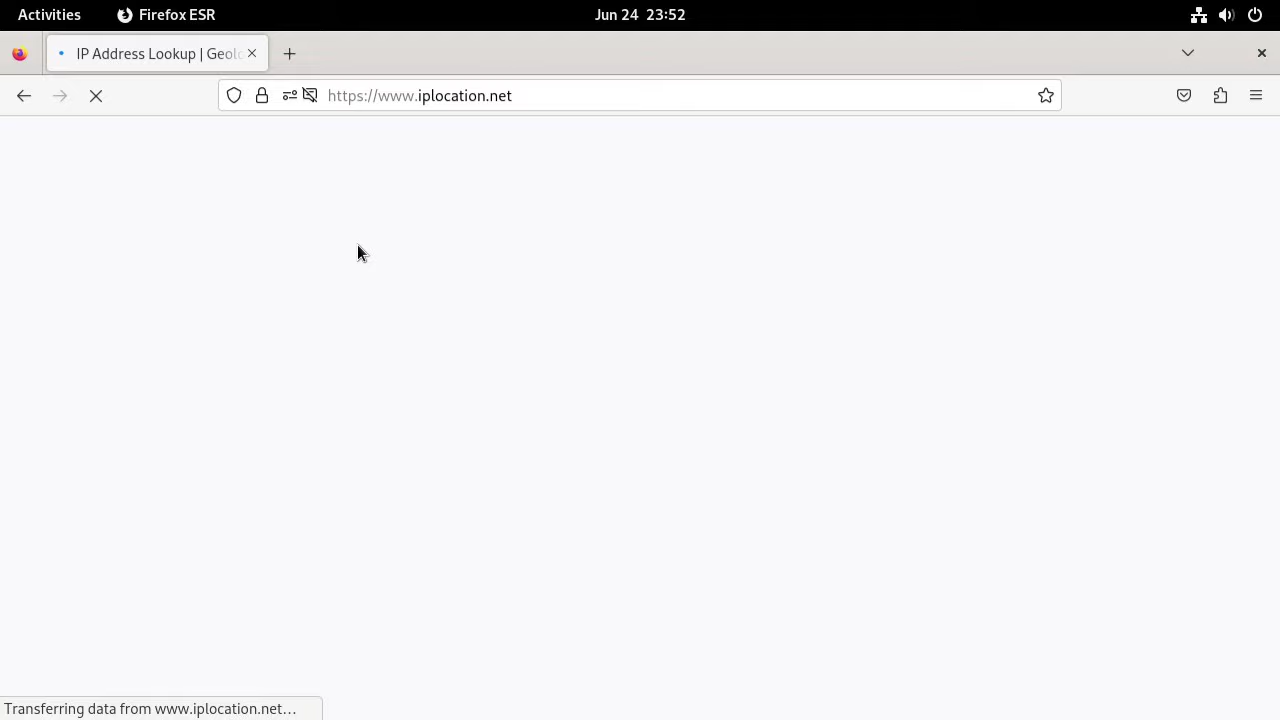 Activities
Firefox ESR
Jun 24 23:52
IP Address Lookup | Geolo
https://www.iplocation.net
Transferring data from www.iplocation.net…